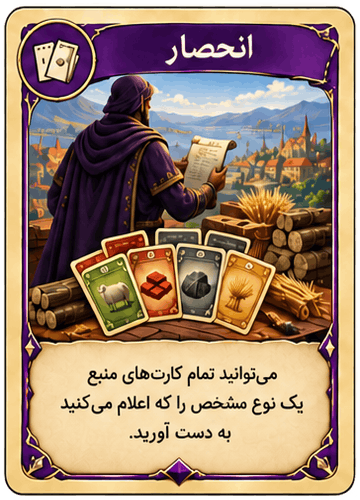 انحصار
می‌توانید تمام کارت‌های منبع
یک نوع مشخص را که اعلام می‌کنید
به دست آورید.